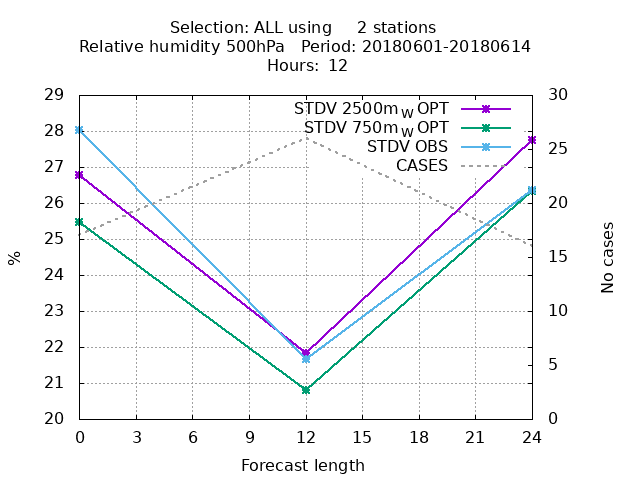 Selection: ALL using     2 stations
Relative humidity 500hPa   Period: 20180601-20180614
Hours: 12
STDV 2500m_W OPT
STDV 750m_W OPT
STDV OBS
CASES
29
28
27
26
25
24
23
22
21
20
%
30
25
20
15
10
5
0
No cases
0 3 6 9 12 15 18 21 24
Forecast length